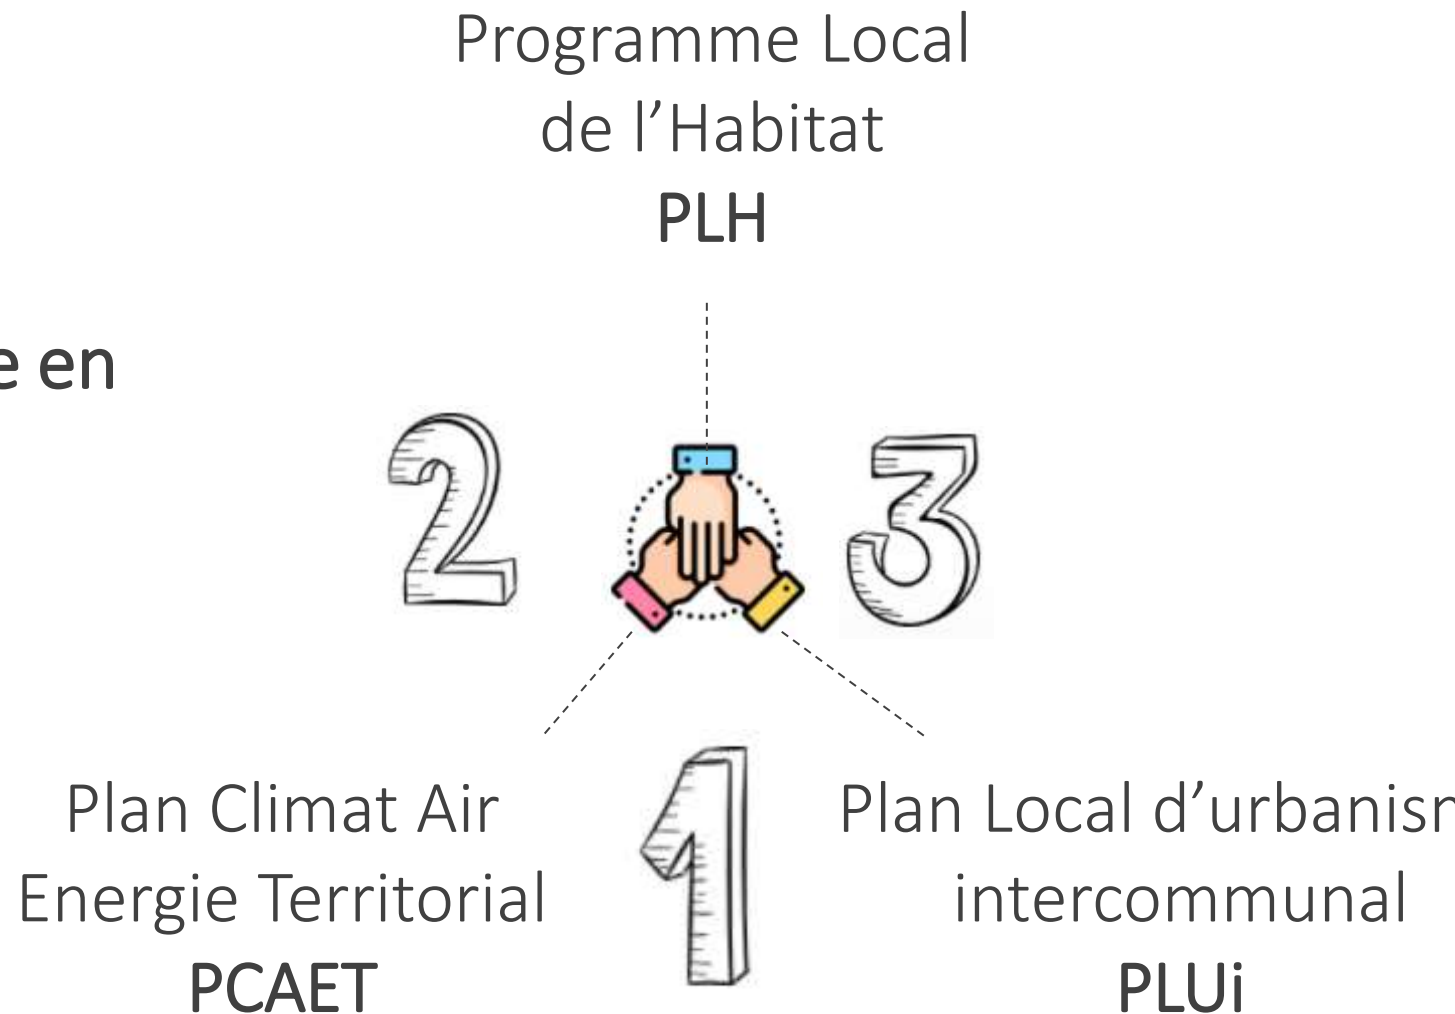 Programme Local
de l’Habitat
PLH
e en
2
3
1
Plan Climat Air
Energie Territorial
PCAET
Plan Local d’urbanism
intercommunal
PLUi